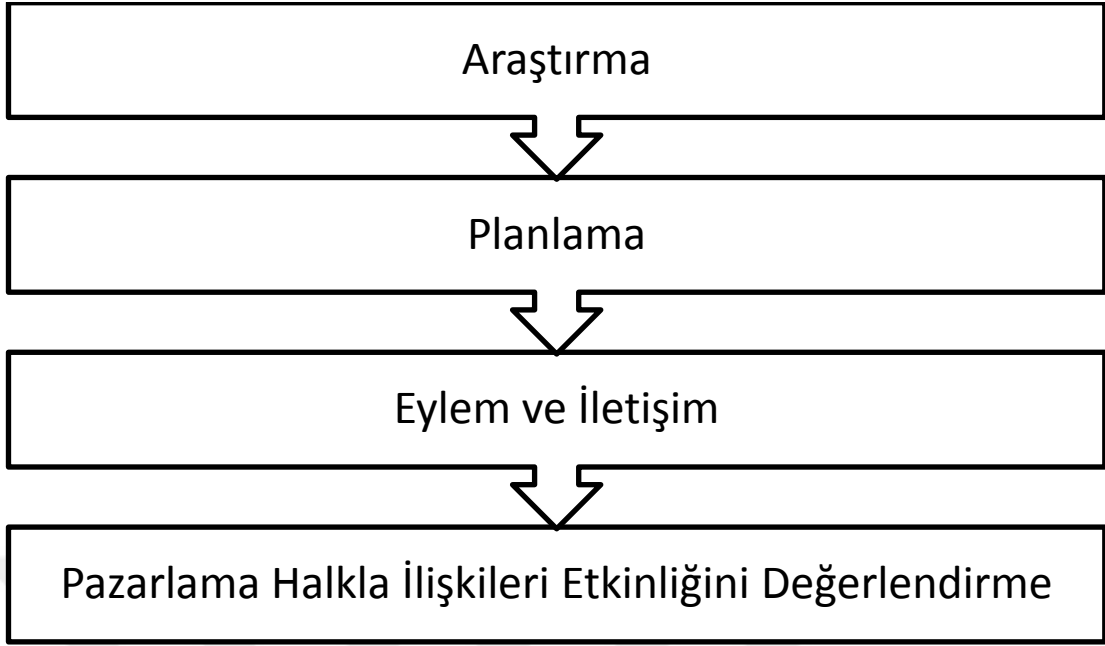 Araştırma
Planlama
Eylem ve İletişim
Pazarlama Halkla İlişkileri Etkinliğini Değerlendirme